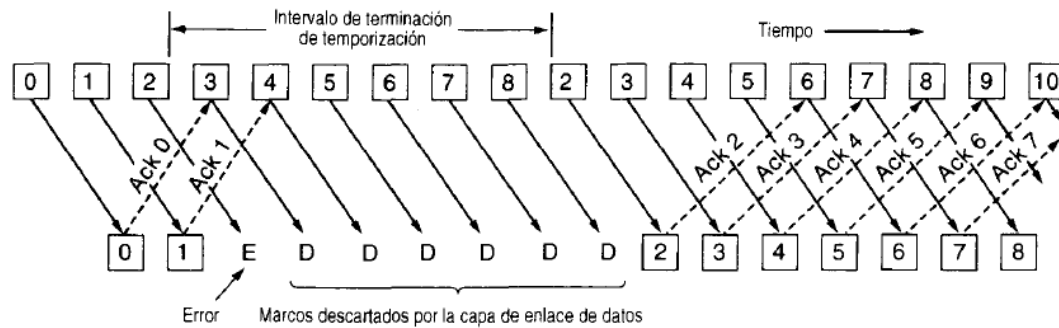 Intervalo de terminación
de temporización
Tiempo
0 1 2 3 4 5 6 7 8 2 3 4 5 6 7 8 9 10
Ack 0 Ack 1 Ack 2 Ack 3 Ack 4 Ack 5 Ack 6 Ack 7
0 1 E D D D D D D 2 3 4 5 6 7 8
Error
Marcos descartados por la capa de enlace de datos